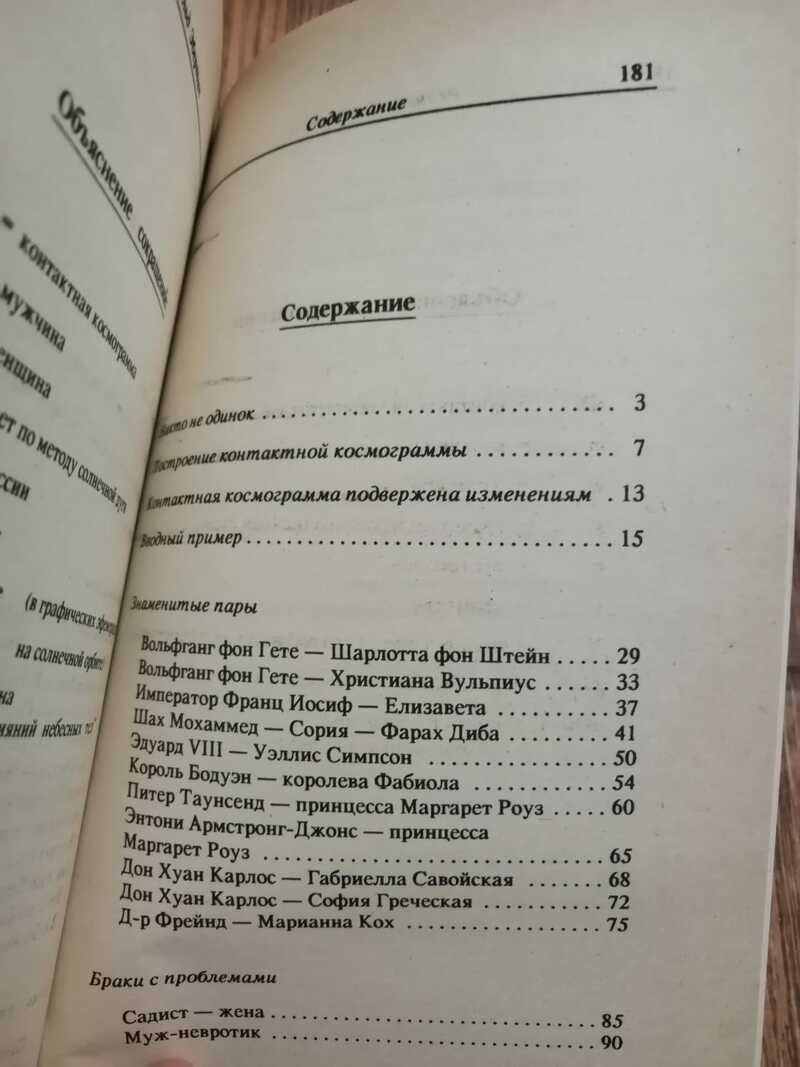 Объяснение сокращений
= контактная космограмма
мужчина
по методу солнечной дуги
(в графических
на солнечной орбите
на
небесных тел
181
Содержание
Содержание
Никто не одинок . . . 3
Построение контактной космограммы . . . 7
Контактная космограмма подвержена изменениям . 13
Вводный пример . . . 15
Знаменитые пары
Вольфганг фон Гете — Шарлотта фон Штейн . . . 29
Вольфганг фон Гете — Христиана Вульпиус . . . 33
Император Франц Иосиф — Елизавета . . . 37
Шах Мохаммед — Сория — Фарах Диба . . . 41
Эдуард VIII — Уэллис Симпсон . . . 50
Король Бодуэн — королева Фабиола . . . 54
Питер Таунсенд — принцесса Маргарет Роуз . . . 60
Энтони Армстронг-Джонс — принцесса
Маргарет Роуз . . . 65
Дон Хуан Карлос — Габриелла Савойская . . . 68
Дон Хуан Карлос — София Греческая . . . 72
Д-р Фрейнд — Марианна Кох . . . 75
Браки с проблемами
Садист — жена . . . 85
Муж-невротик . . . 90